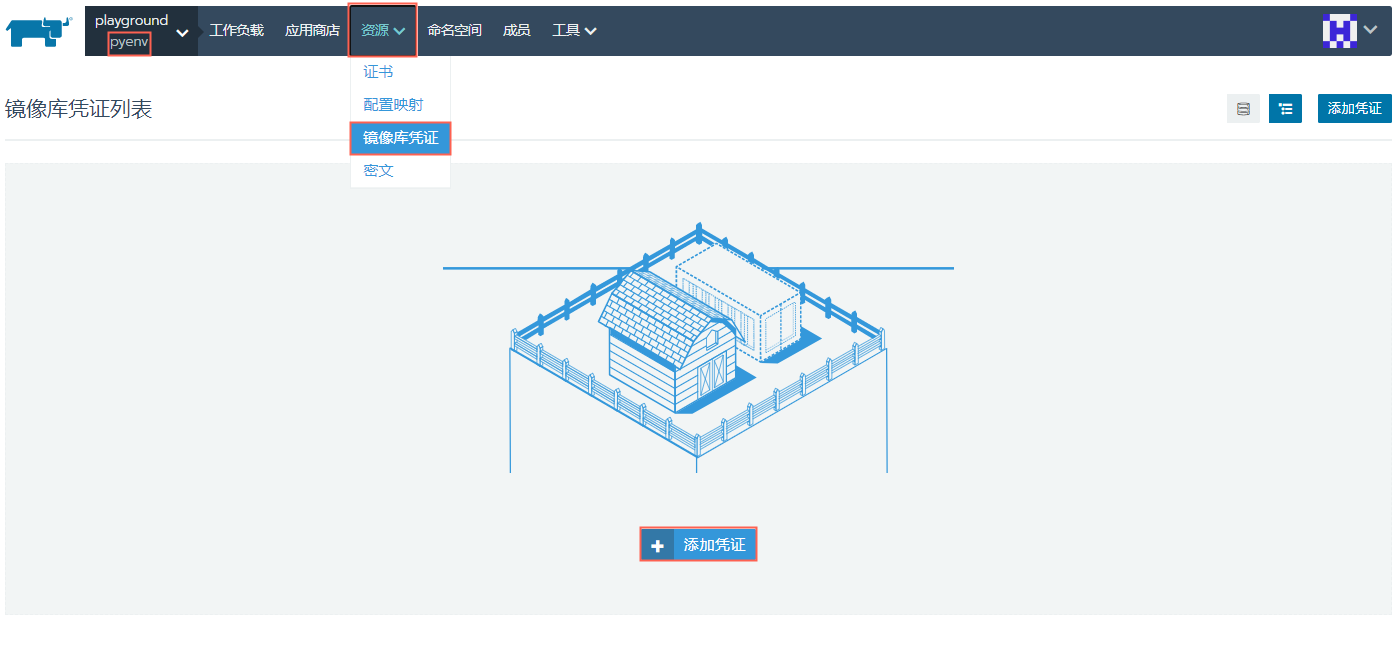 playground
pyenv
工作负载
应用商店
资源
命名空间
成员
工具
证书
配置映射
镜像库凭证
密文
镜像库凭证列表
添加凭证
添加凭证